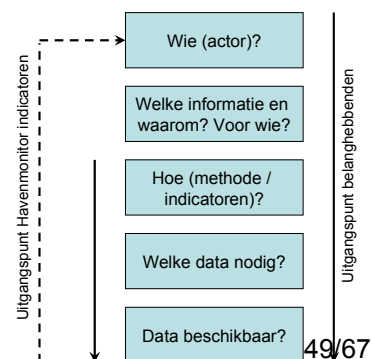 Uitgangspunt Havenmonitor indicatoren
Wie (actor)?
Welke informatie en
waarom? Voor wie?
Hoe (methode /
indicatoren)?
Welke data nodig?
Data beschikbaar?
Uitgangspunt belanghebbenden
49/67